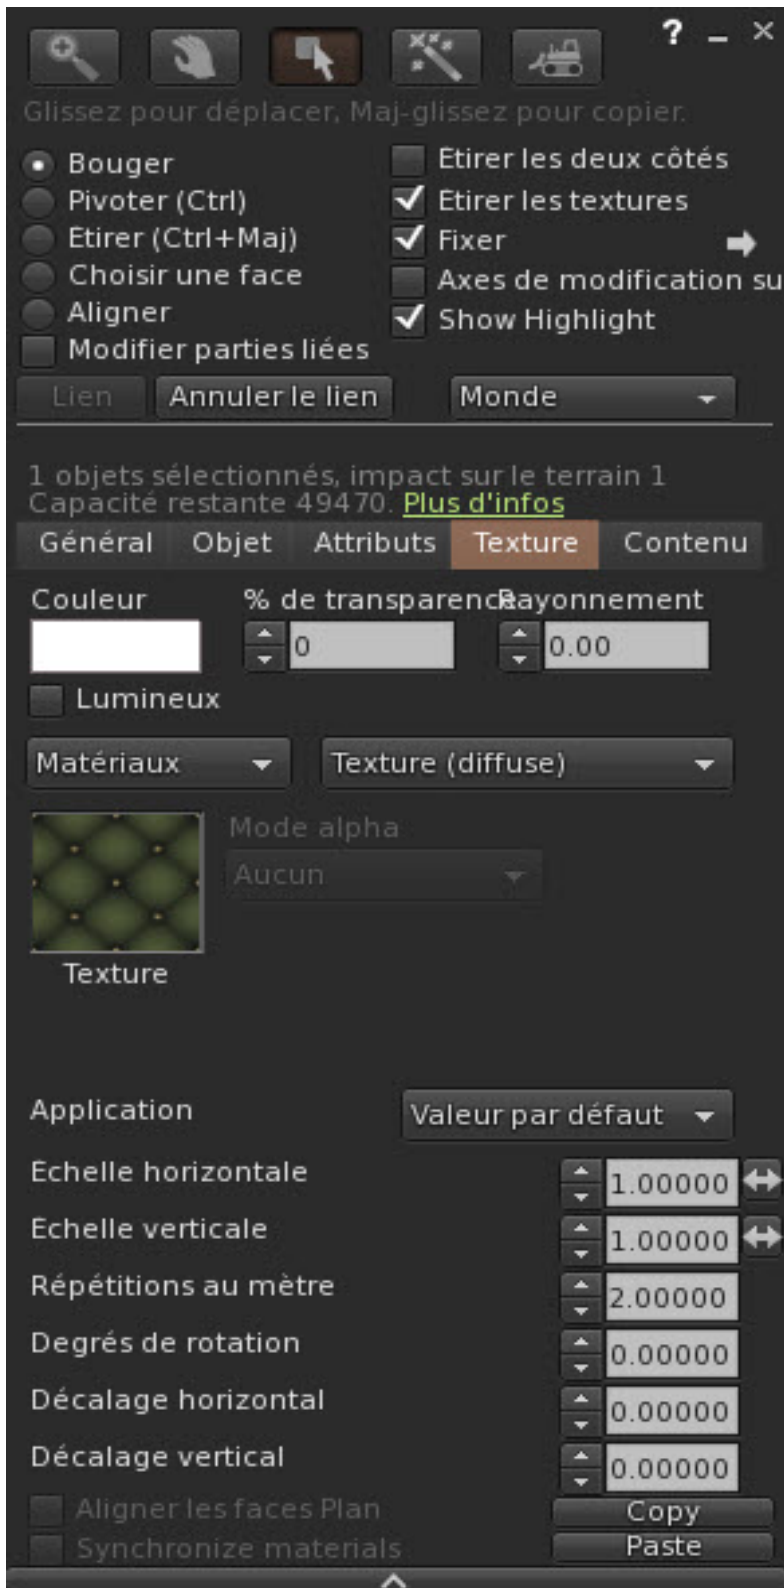 ?
Glissez pour déplacer, Maj-glissez pour copier.
Bouger
Pivoter (Ctrl)
Etirer (Ctrl+Maj)
Choisir une face
Aligner
Modifier parties liées
Etirer les deux côtés
Etirer les textures
Fixer
Axes de modification su
Show Highlight
Lien Annuler le lien Monde
1 objets sélectionnés, impact sur le terrain 1
Capacité restante 49470. Plus d'infos
Général Objet Attributs Texture Contenu
Couleur % de transparence Rayonnement
0 0.00
Lumineux
Matériaux Texture (diffuse)
Mode alpha
Aucun
Texture
Application Valeur par défaut
Echelle horizontale 1.00000
Echelle verticale 1.00000
Répétitions au mètre 2.00000
Degrés de rotation 0.00000
Décalage horizontal 0.00000
Décalage vertical 0.00000
Aligner les faces Plan Copy
Synchronize materials Paste